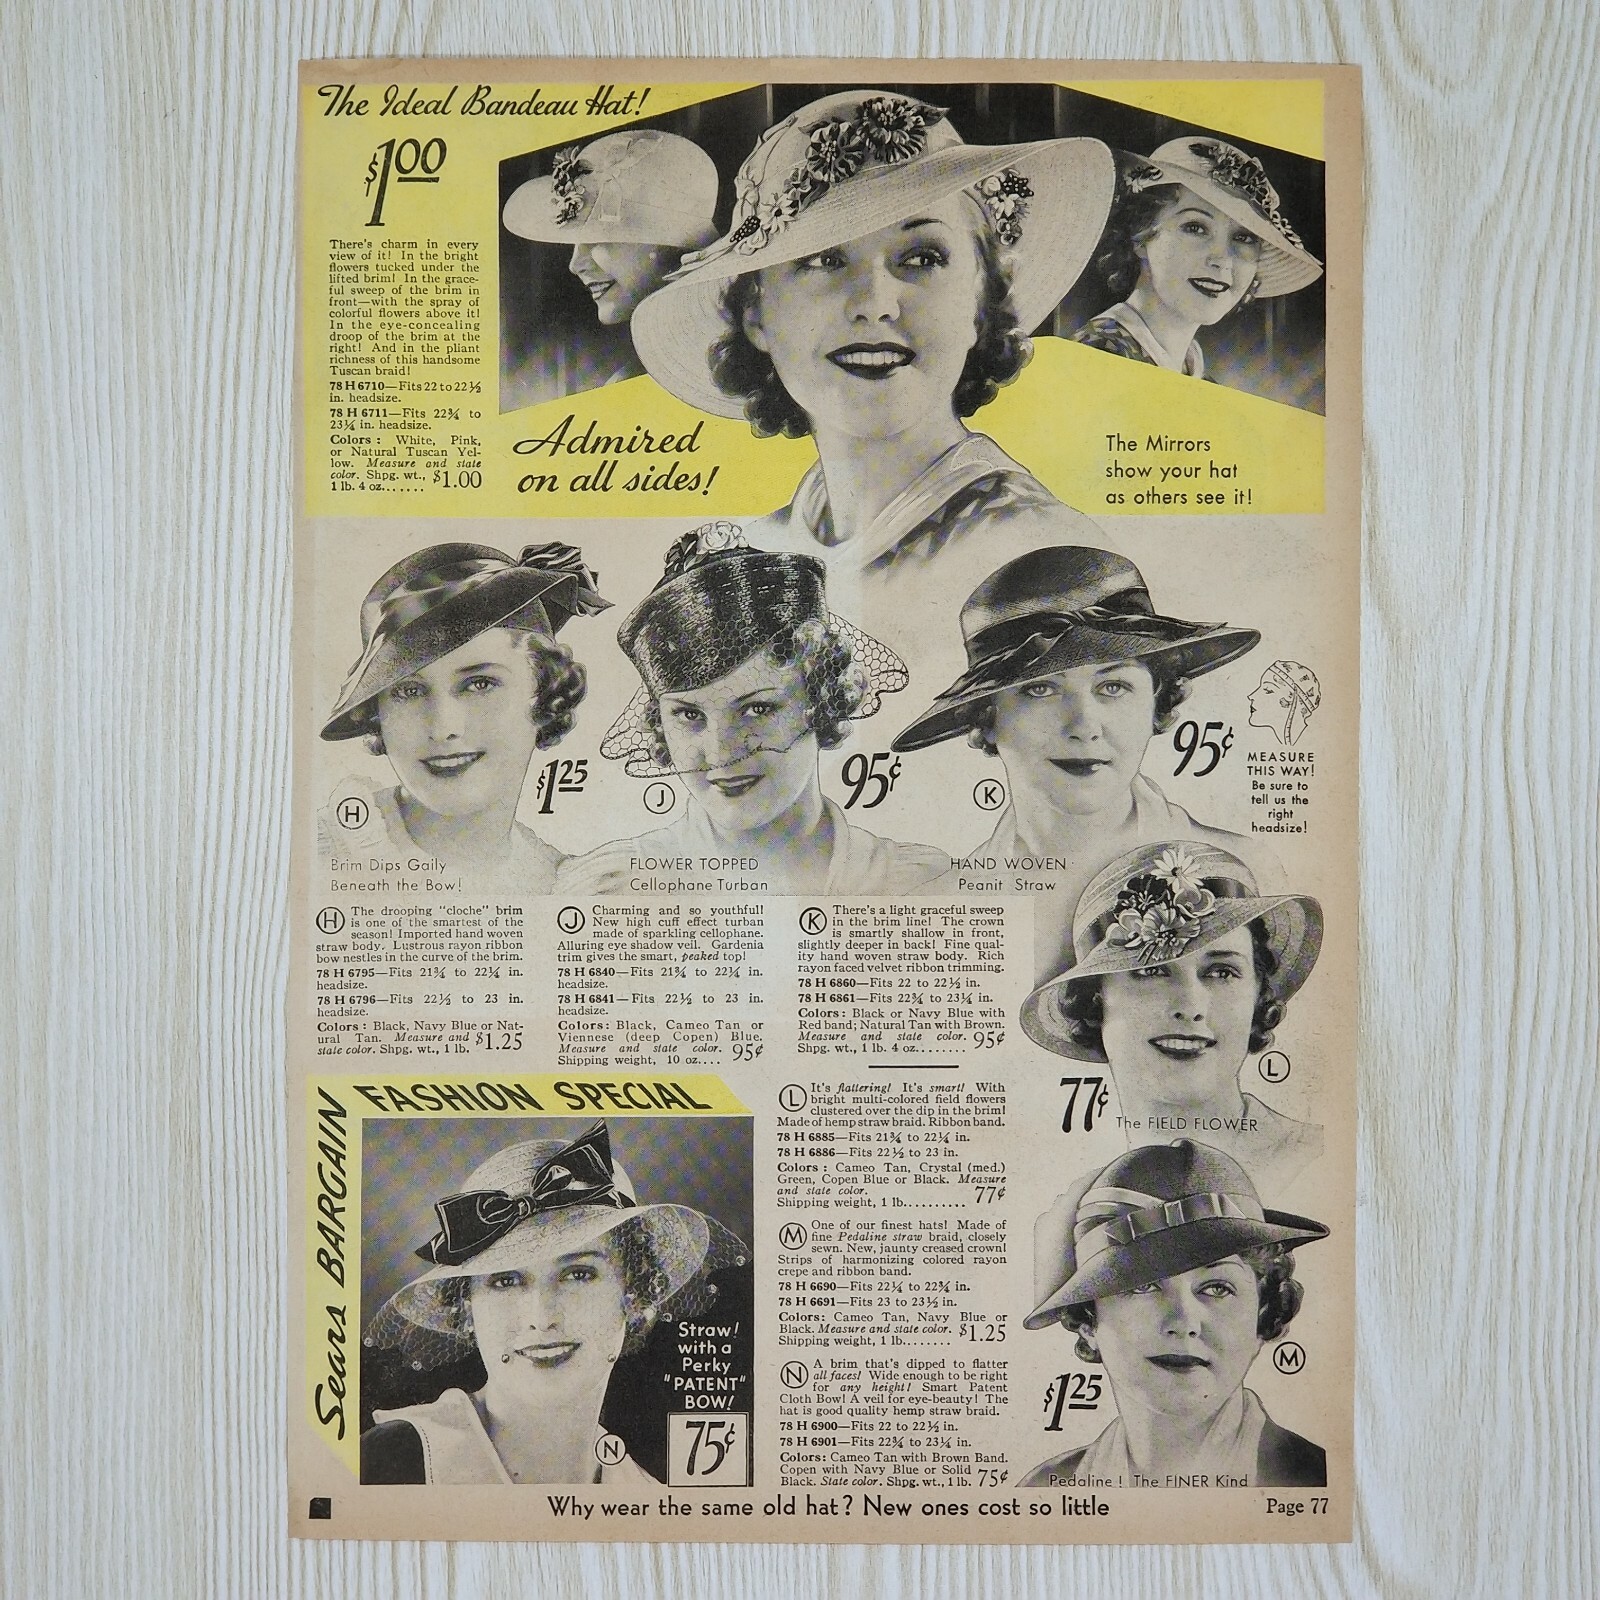 The Ideal Bandeau Hat!
$1.00
There's charm in every
view of it! In the bright
flowers tucked under the
lifted brim! In the grace-
ful sweep of the brim in
front—with the spray of
colorful flowers above it!
In the eye-concealing
droop of the brim at the
right! And in the pliant
richness of this handsome
Tuscan braid!
78 H 6710—Fits 22 to 22½
in. headsize.
78 H 6711—Fits 22¾ to
23¼ in. headsize.
Colors: White, Pink,
or Natural Tuscan Yel-
low. Measure and state
color. Shpg. wt., $1.00
1 lb. 4 oz.......
Admired
on all sides!
The Mirrors
show your hat
as others see it!
$1.25
H
Brim Dips Gaily
Beneath the Bow!
95¢
J
FLOWER TOPPED
Cellophane Turban
95¢
K
HAND WOVEN
Peanit Straw
MEASURE
THIS WAY!
Be sure to
tell us the
right
headsize!
H The drooping "cloche" brim
is one of the smartest of the
season! Imported hand woven
straw body. Lustrous rayon ribbon
bow nestles in the curve of the brim.
78 H 6795—Fits 21¾ to 22¼ in.
headsize.
78 H 6796—Fits 22½ to 23 in.
headsize.
Colors: Black, Navy Blue or Nat-
ural Tan. Measure and $1.25
state color. Shpg. wt., 1 lb.
J Charming and so youthful!
New high cuff effect turban
made of sparkling cellophane.
Alluring eye shadow veil. Gardenia
trim gives the smart, peaked top!
78 H 6840—Fits 21¾ to 22¼ in.
headsize.
78 H 6841—Fits 22½ to 23 in.
headsize.
Colors: Black, Cameo Tan or
Viennese (deep Copen) Blue.
Measure and state color. 95¢
Shipping weight, 10 oz....
K There's a light graceful sweep
in the brim line! The crown
is smartly shallow in front,
slightly deeper in back! Fine qual-
ity hand woven straw body. Rich
rayon faced velvet ribbon trimming.
78 H 6860—Fits 22 to 22½ in.
78 H 6861—Fits 22¾ to 23¼ in.
Colors: Black or Navy Blue with
Red band; Natural Tan with Brown.
Measure and state color. 95¢
Shpg. wt., 1 lb. 4 oz........
L
77¢
The FIELD FLOWER
L It's flattering! It's smart! With
bright multi-colored field flowers
clustered over the dip in the brim!
Made of hemp straw braid. Ribbon band.
78 H 6885—Fits 21¾ to 22¼ in.
78 H 6886—Fits 22½ to 23 in.
Colors: Cameo Tan, Crystal (med.)
Green, Copen Blue or Black. Measure
and state color. 77¢
Shipping weight, 1 lb..........
M One of our finest hats! Made of
fine Pedaline straw braid, closely
sewn. New, jaunty creased crown!
Strips of harmonizing colored rayon
crepe and ribbon band.
78 H 6690—Fits 22¼ to 22¾ in.
78 H 6691—Fits 23 to 23½ in.
Colors: Cameo Tan, Navy Blue or
Black. Measure and state color. $1.25
Shipping weight, 1 lb........
N A brim that's dipped to flatter
all faces! Wide enough to be right
for any height! Smart Patent
Cloth Bow! A veil for eye-beauty! The
hat is good quality hemp straw braid.
78 H 6900—Fits 22 to 22½ in.
78 H 6901—Fits 22¾ to 23¼ in.
Colors: Cameo Tan with Brown Band.
Copen with Navy Blue or Solid
Black. State color. Shpg. wt., 1 lb. 75¢
M
$1.25
Pedaline! The FINER Kind
Sears BARGAIN
FASHION SPECIAL
Straw!
with a
Perky
"PATENT"
BOW!
75¢
N
Why wear the same old hat? New ones cost so little
Page 77